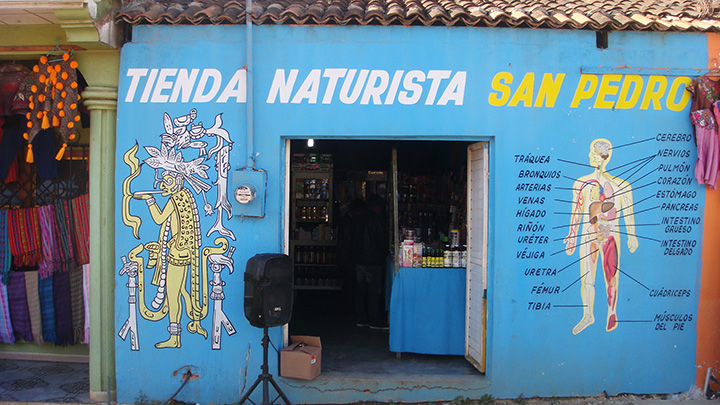 TIENDA NATURISTA SAN PEDRO
TRÁQUEA
BRONQUIOS
ARTERIAS
VENAS
HÍGADO
RIÑÓN
URÉTER
VÉJIGA
URETRA
FÉMUR
TIBIA
CEREBRO
NERVIOS
PULMÓN
CORAZÓN
ESTÓMAGO
PANCREAS
INTESTINO
GRUESO
INTESTINO
DELGADO
CUÁDRICEPS
MÚSCULOS
DEL PIE